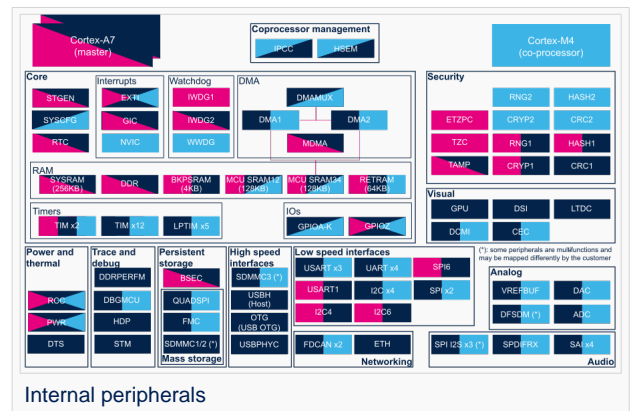 Cortex-A7
(master)
Coprocessor management
IPCC
HSEM
Cortex-M4
(co-processor)
Core
STGEN
SYSCFG
RTC
Interrupts
EXTI
GIC
NVIC
Watchdog
IWDG1
IWDG2
WWDG
DMA
DMAMUX
DMA1
DMA2
MDMA
RAM
SYSRAM
(256KB)
DDR
BKPSRAM
(4KB)
MCU SRAM12
(128KB)
MCU SRAM34
(128KB)
RETRAM
(64KB)
Timers
TIM x2
TIM x12
LPTIM x5
IOs
GPIOA-K
GPIOZ
Security
RNG2
HASH2
ETZPC
CRYP2
CRC2
TZC
RNG1
HASH1
TAMP
CRYP1
CRC1
Visual
GPU
DSI
LTDC
DCMI
CEC
(*): some peripherals are multifunctions and
may be mapped differently by the customer
Power and
thermal
RCC
PWR
DTS
Trace and
debug
DDRPERFM
DBGMCU
HDP
STM
Persistent
storage
BSEC
QUADSPI
FMC
SDMMC1/2 (*)
Mass storage
High speed
interfaces
SDMMC3 (*)
USBH
(Host)
OTG
(USB OTG)
USBPHYC
Low speed interfaces
USART x3
UART x4
SPI6
USART1
I2C x4
SPI x2
I2C4
I2C6
FDCAN x2
ETH
Networking
Analog
VREFBUF
DAC
DFSDM (*)
ADC
SPI I2S x3 (*)
SPDIFRX
SAI x4
Audio
Internal peripherals